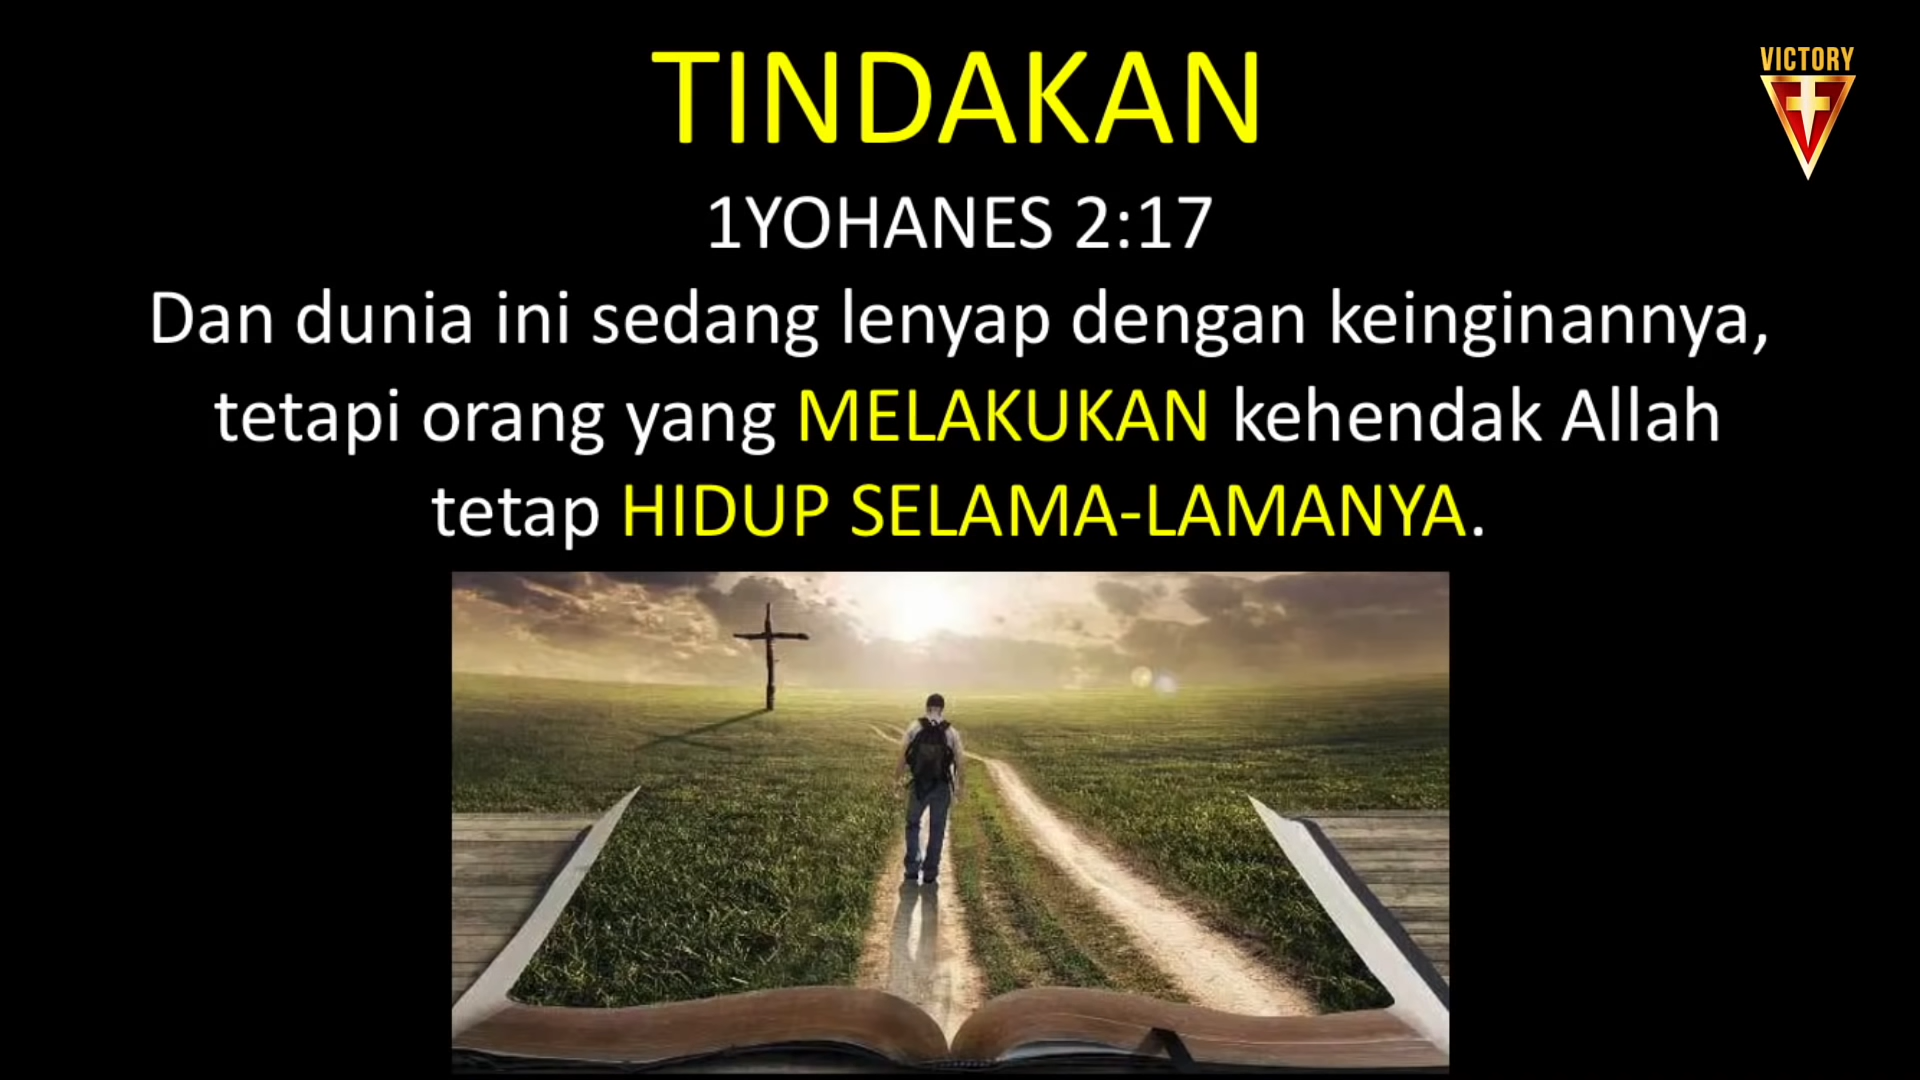 TINDAKAN
VICTORY
1YOHANES 2:17
Dan dunia ini sedang lenyap dengan keinginannya,
tetapi orang yang MELAKUKAN kehendak Allah
tetap HIDUP SELAMA-LAMANYA.